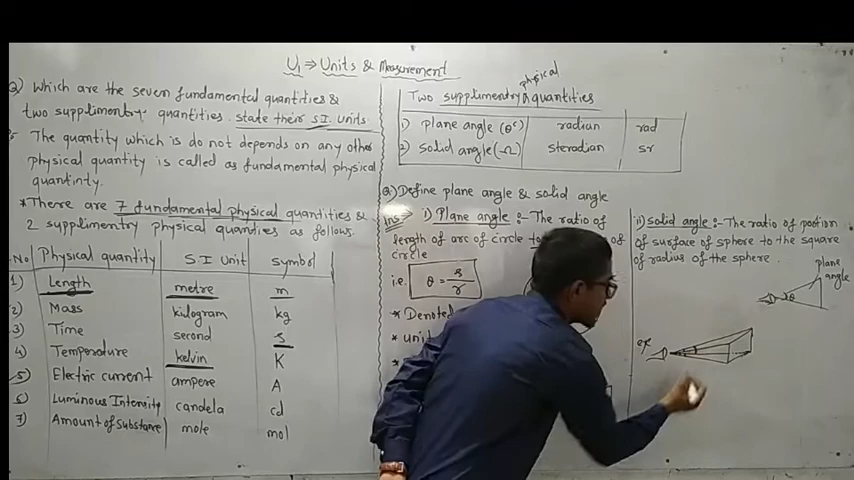 U₁ ⇒ Units & Measurement
Q) Which are the seven fundamental quantities &
two supplimentry quantities. state their S.I. units.
The quantity which is do not depends on any other
physical quantity is called as fundamental physical
quantinty.
* There are 7 fundamental physical quantities &
2 supplimentry physical quanties as follows.
.No Physical quantity S.I Unit symbol
1) Length metre m
2) Mass kilogram kg
3) Time second s
4) Temperature kelvin K
5) Electric current ampere A
6) Luminous Intensity candela cd
7) Amount of substance mole mol
Two supplimentry physical quantities
1) plane angle (θᶜ) radian rad
2) solid angle (Ω) steradian sr
Q) Define plane angle & solid angle
Ans⇒ i) Plane angle :- The ratio of
length of arc of circle to of
circle
i.e. θ = s/r
* Denoted
* unit
ii) solid angle :- The ratio of postion
of surface of sphere to the square
of radius of the sphere.
plane
angle
θ